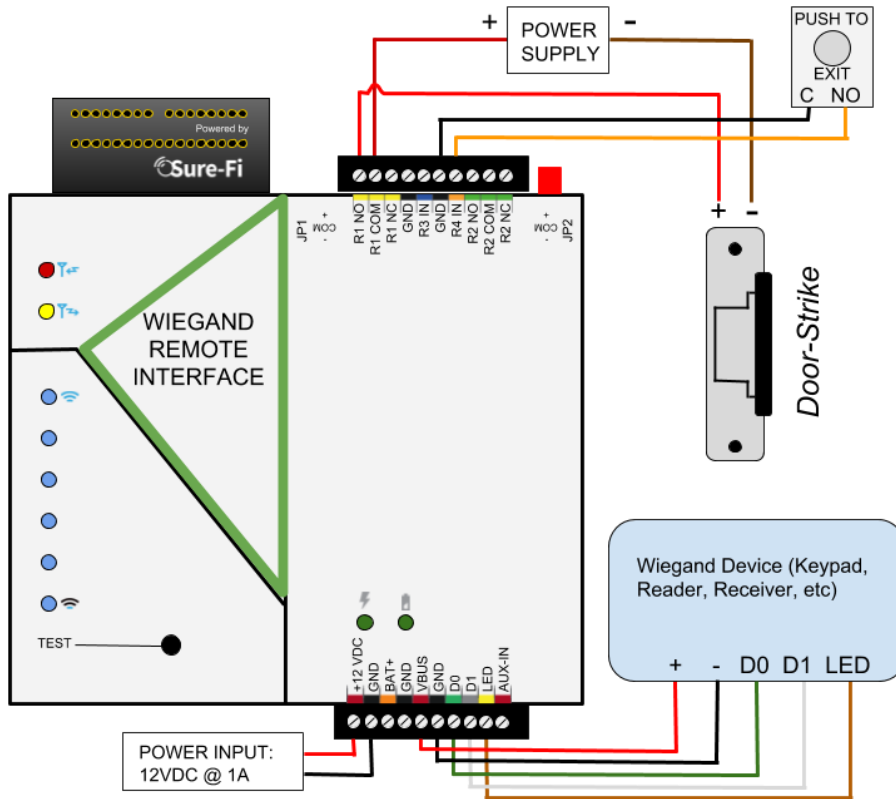 + POWER SUPPLY -
PUSH TO
EXIT
C NO
Powered by
Sure-Fi
+ -
R1 NO
R1 COM
R1 NC
GND
R3 IN
GND
R4 IN
R2 NO
R2 COM
R2 NC
JP1
+ COM -
+ COM -
JP2
WIEGAND
REMOTE
INTERFACE
Door-Strike
TEST
+12 VDC
GND
BAT+
GND
VBUS
GND
D0
D1
LED
AUX-IN
Wiegand Device (Keypad,
Reader, Receiver, etc)
+ - D0 D1 LED
POWER INPUT:
12VDC @ 1A